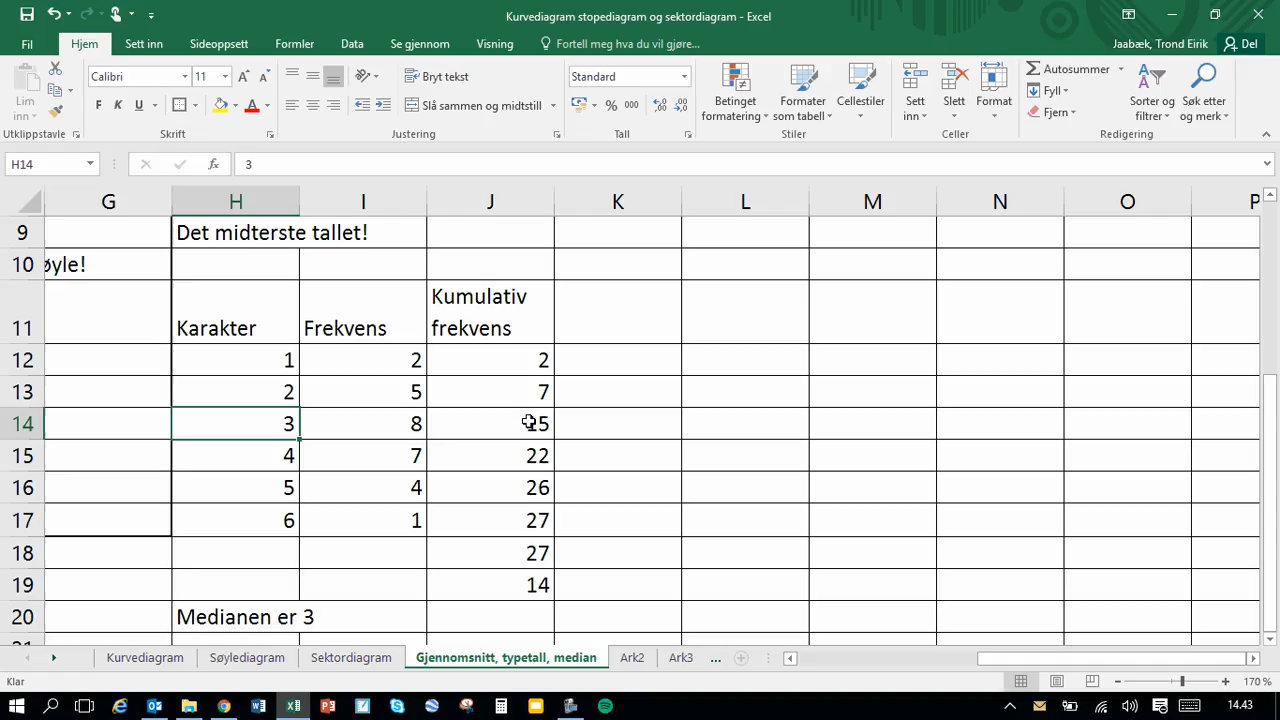 Kurvediagram stopediagram og sektordiagram - Excel
Fil Hjem Sett inn Sideoppsett Formler Data Se gjennom Visning Fortell meg hva du vil gjøre... Jaabæk, Trond Eirik Del
Lim inn
Utklippstavle
Calibri 11
F K U
Skrift
Bryt tekst
Slå sammen og midtstill
Justering
Standard
% 000
Tall
Betinget formatering
Formater som tabell
Cellestiler
Stiler
Sett inn
Slett
Celler
Autosummer
Fyll
Fjern
Sorter og filtrer
Søk etter og merk
Redigering
H14 fx 3
G H I J K L M N O P
9 Det midterste tallet!
10 øyle!
11 Karakter Frekvens Kumulativ frekvens
12 1 2 2
13 2 5 7
14 3 8 15
15 4 7 22
16 5 4 26
17 6 1 27
18 27
19 14
20 Medianen er 3
Kurvediagram Søylediagram Sektordiagram Gjennomsnitt, typetall, median Ark2 Ark3 ...
Klar 170 %
14.43